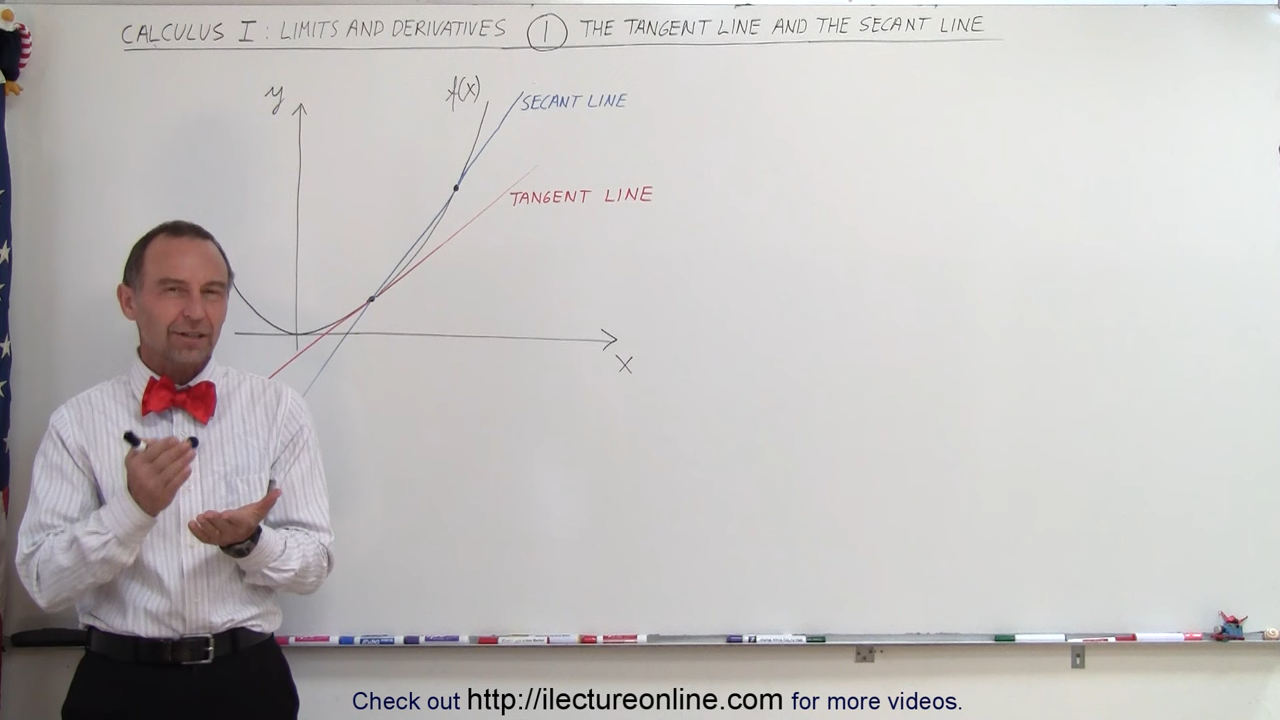 CALCULUS I: LIMITS AND DERIVATIVES ① THE TANGENT LINE AND THE SECANT LINE
y
f(x)
SECANT LINE
TANGENT LINE
x
Check out http://ilectureonline.com for more videos.